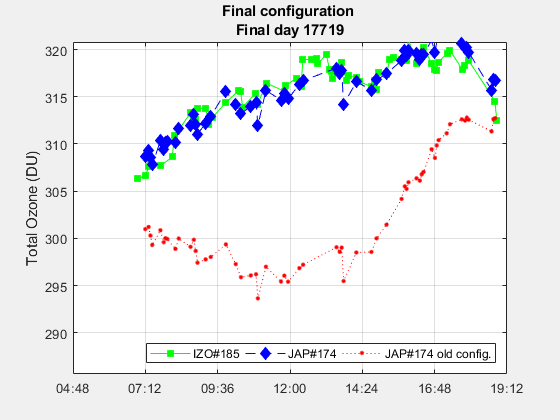 Final configuration
Final day 17719
Total Ozone (DU)
320
315
310
305
300
295
290
IZO#185 JAP#174 JAP#174 old config.
04:48 07:12 09:36 12:00 14:24 16:48 19:12